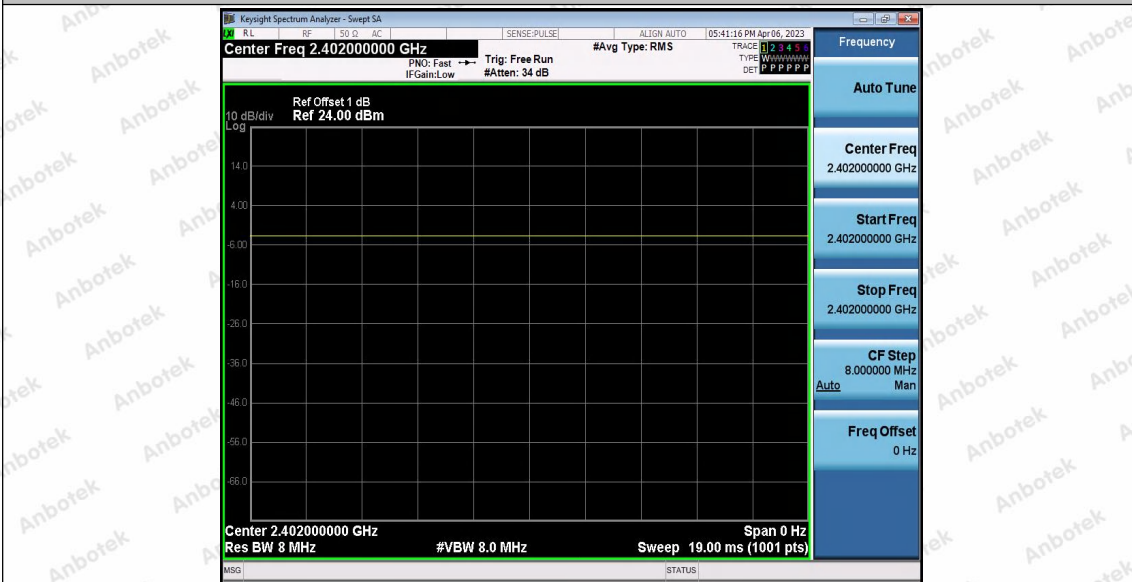 Keysight Spectrum Analyzer - Swept SA
LXI RL RF 50 Ω AC SENSE:PULSE ALIGN AUTO 05:41:16 PM Apr 06, 2023
Center Freq 2.402000000 GHz #Avg Type: RMS TRACE 1 2 3 4 5 6
PNO: Fast Trig: Free Run TYPE WWWWWW
IFGain:Low #Atten: 34 dB DET P P P P P P
Frequency
Auto Tune
Center Freq
2.402000000 GHz
Start Freq
2.402000000 GHz
Stop Freq
2.402000000 GHz
CF Step
8.000000 MHz
Auto Man
Freq Offset
0 Hz
Ref Offset 1 dB
10 dB/div Ref 24.00 dBm
Log
14.0
4.00
-6.00
-16.0
-26.0
-36.0
-46.0
-56.0
-66.0
Center 2.402000000 GHz Span 0 Hz
Res BW 8 MHz #VBW 8.0 MHz Sweep 19.00 ms (1001 pts)
MSG STATUS
Anbotek